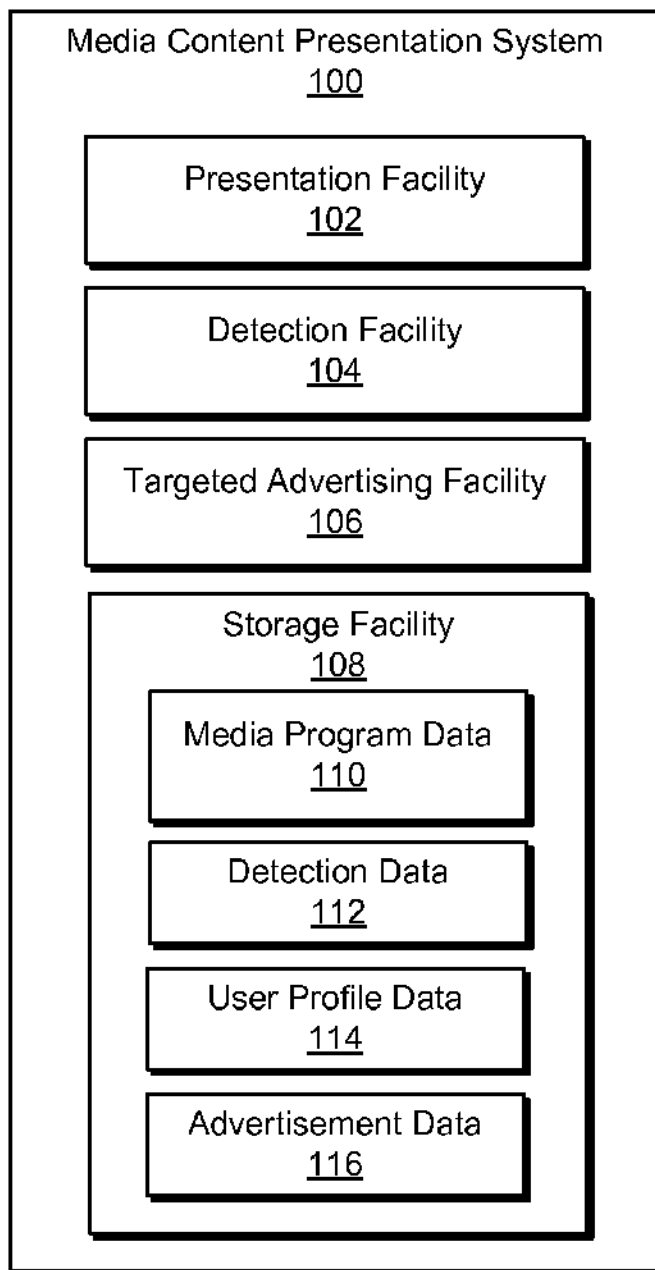 Media Content Presentation System
100
Presentation Facility
102
Detection Facility
104
Targeted Advertising Facility
106
Storage Facility
108
Media Program Data
110
Detection Data
112
User Profile Data
114
Advertisement Data
116